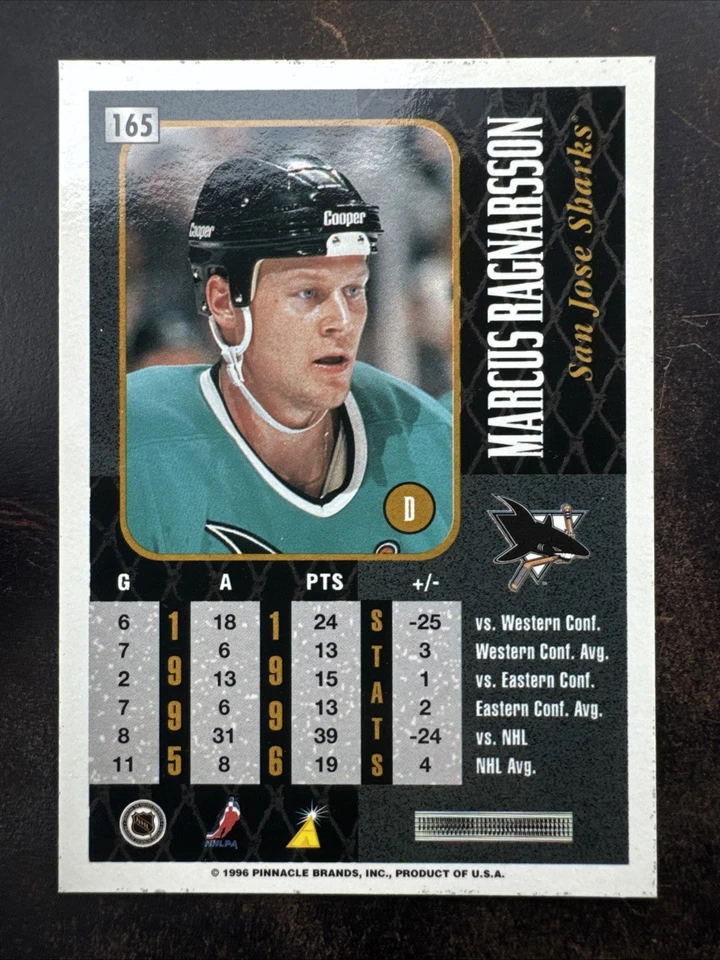 165
MARCUS RAGNARSSON
San Jose Sharks
Cooper
Cooper
D
G A PTS +/-
6 18 24 -25 vs. Western Conf.
7 6 13 3 Western Conf. Avg.
2 13 15 1 vs. Eastern Conf.
7 6 13 2 Eastern Conf. Avg.
8 31 39 -24 vs. NHL
11 8 19 4 NHL Avg.
1995
1996
STATS
NHL
NHLPA
© 1996 PINNACLE BRANDS, INC., PRODUCT OF U.S.A.